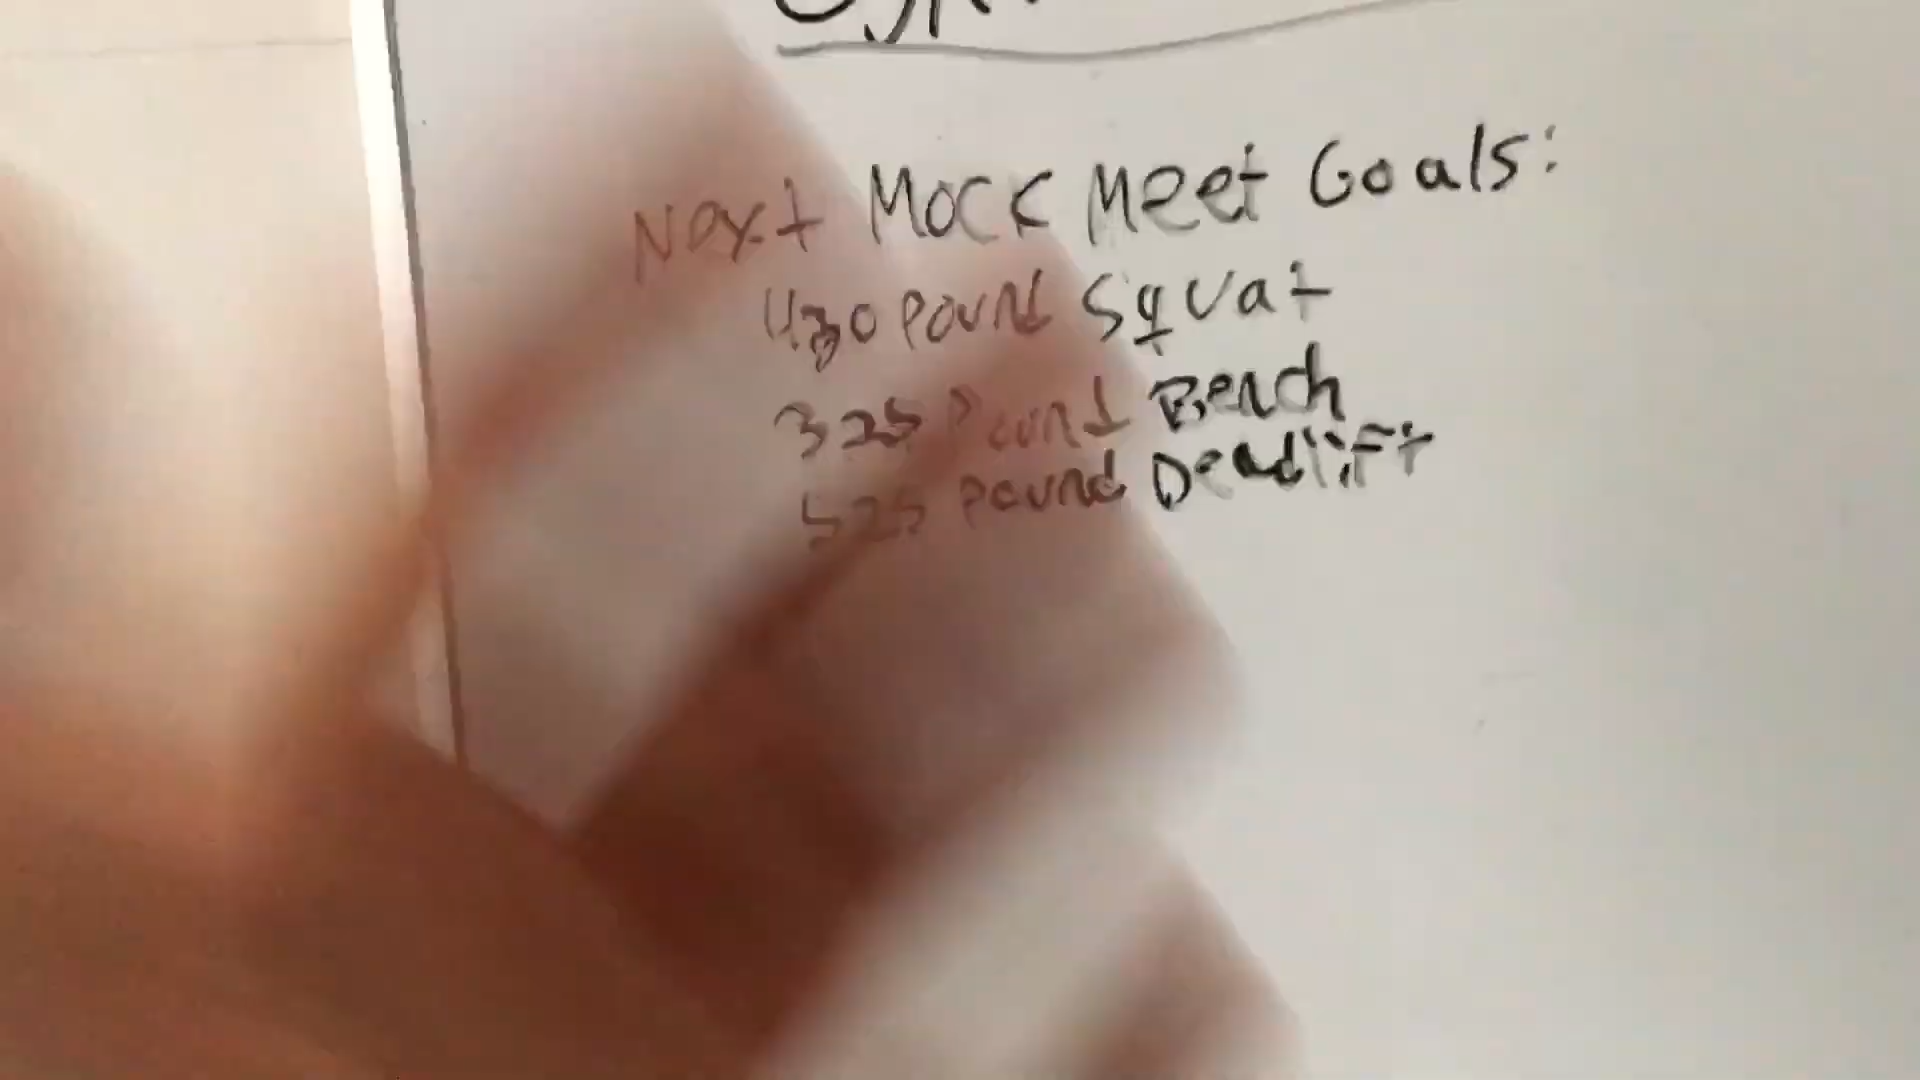 Next Mock Meet Goals:
430 Pound Squat
325 Pound Bench
525 Pound Deadlift